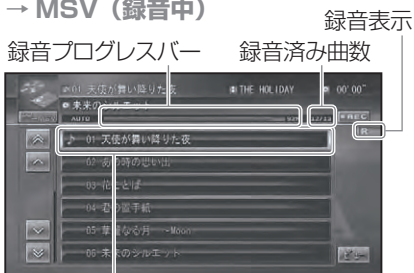 → MSV（録音中）
録音表示
録音プログレスバー 録音済み曲数
01 天使が舞い降りた夜 THE HOLIDAY 00'00"
未来のシルエット
AUTO 12/13 REC
R
01 天使が舞い降りた夜
02 あの時の思い出
03 花ことば
04 君の置手紙
05 華麗なる月 -Moon-
06 未来のシルエット